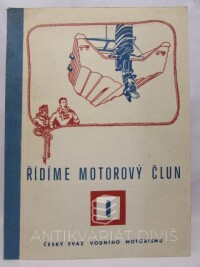 ŘÍDÍME MOTOROVÝ ČLUN
ANTIKVARIÁT DIVIŠ
ČESKÝ SVAZ VODNÍHO MOTORISMU